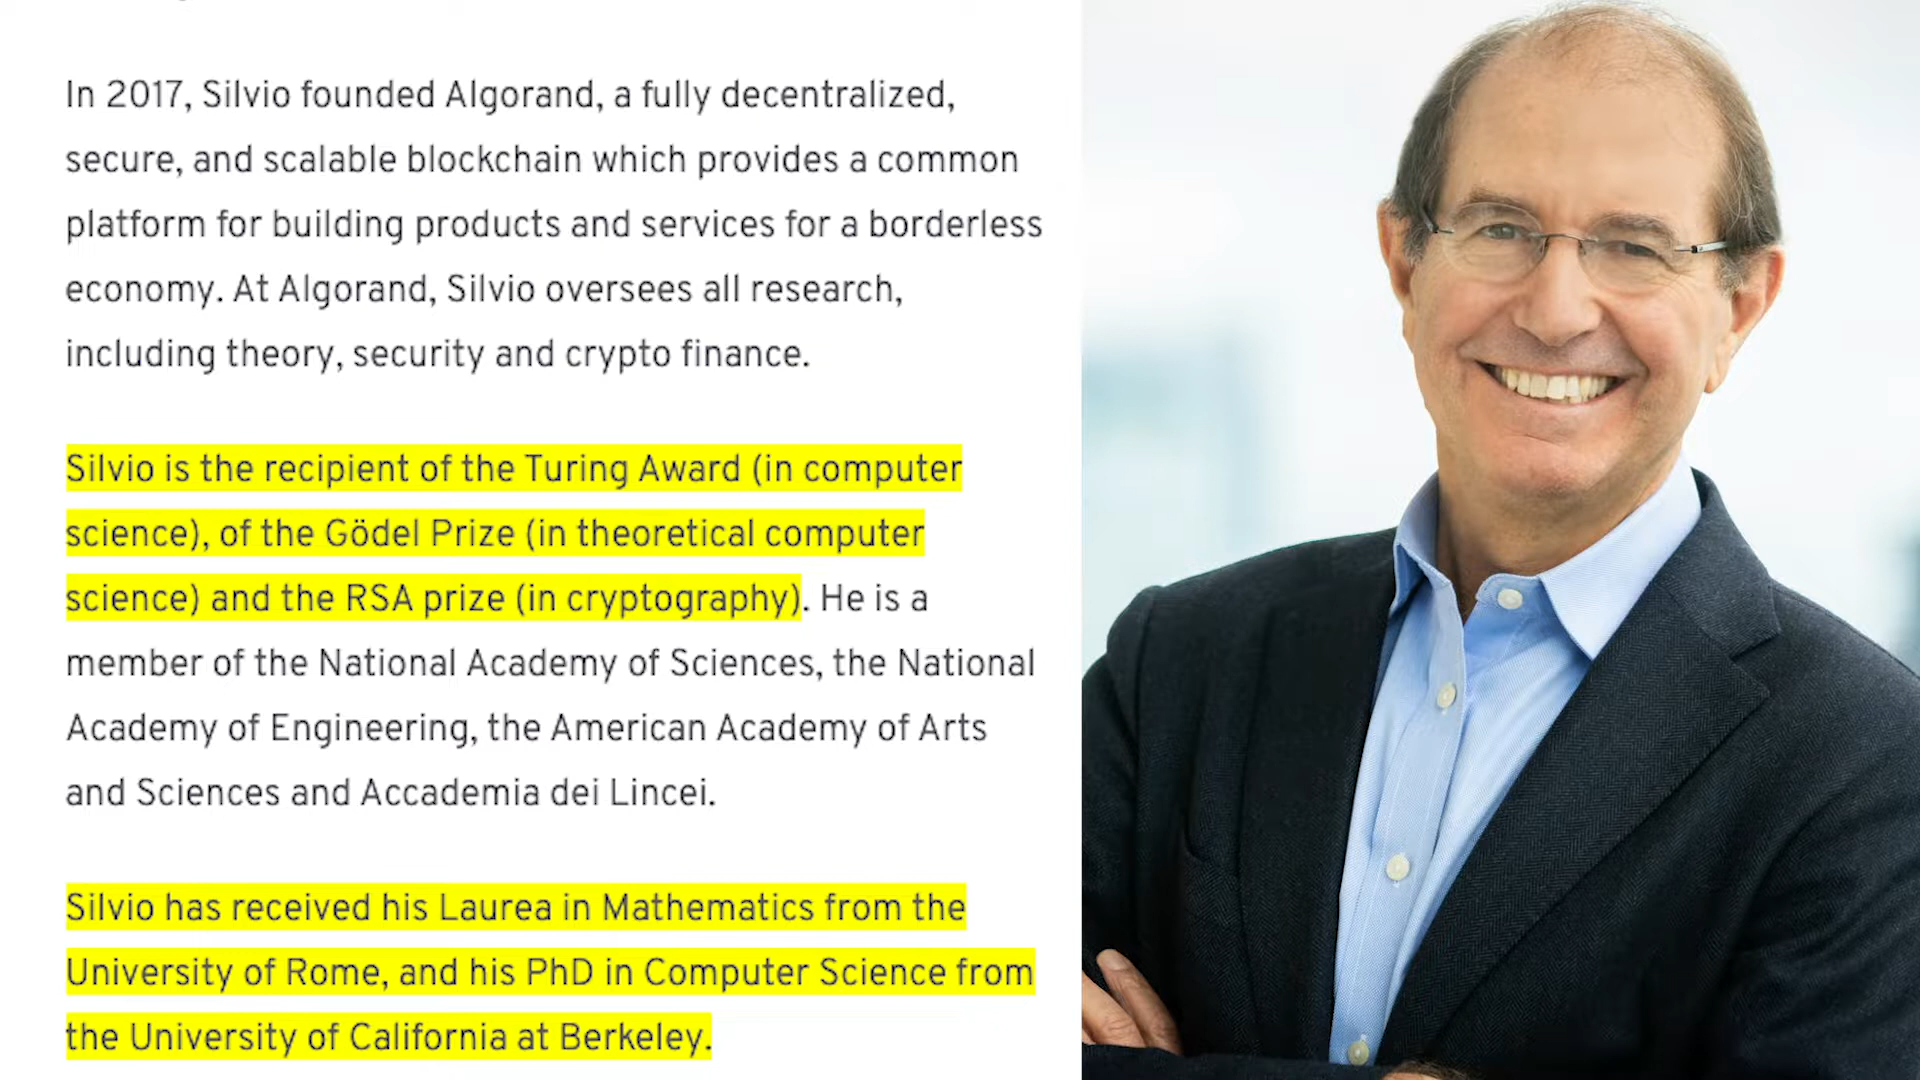 In 2017, Silvio founded Algorand, a fully decentralized,
secure, and scalable blockchain which provides a common
platform for building products and services for a borderless
economy. At Algorand, Silvio oversees all research,
including theory, security and crypto finance.
Silvio is the recipient of the Turing Award (in computer
science), of the Gödel Prize (in theoretical computer
science) and the RSA prize (in cryptography). He is a
member of the National Academy of Sciences, the National
Academy of Engineering, the American Academy of Arts
and Sciences and Accademia dei Lincei.
Silvio has received his Laurea in Mathematics from the
University of Rome, and his PhD in Computer Science from
the University of California at Berkeley.